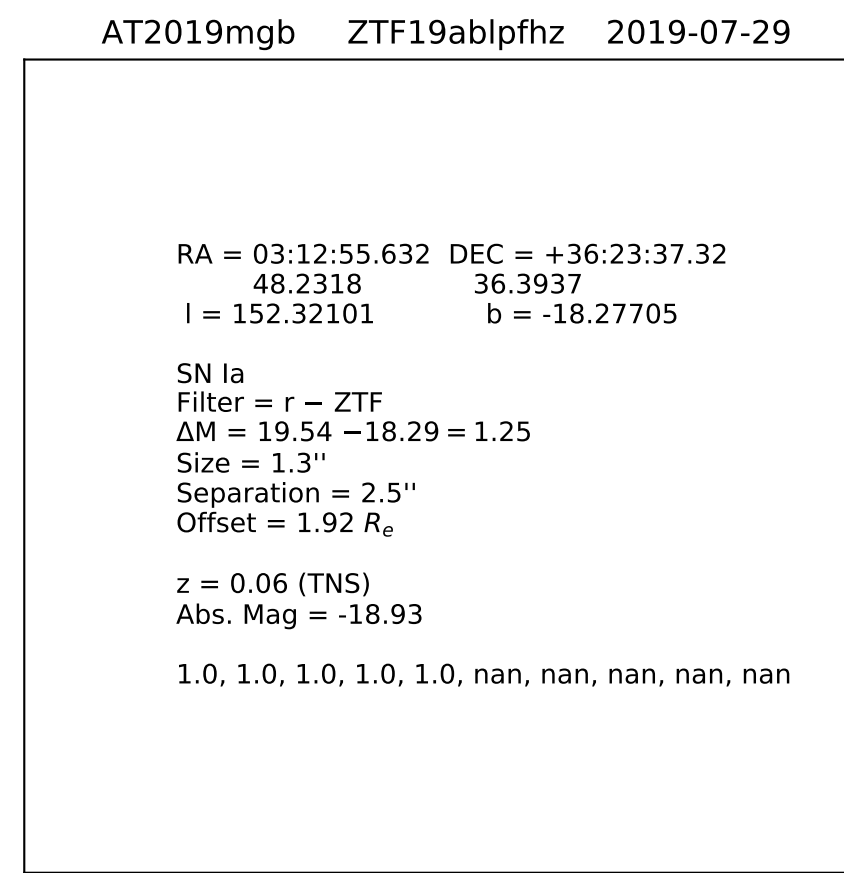 AT2019mgb ZTF19ablpfhz 2019-07-29
RA = 03:12:55.632 DEC = +36:23:37.32
48.2318 36.3937
l = 152.32101 b = -18.27705
SN Ia
Filter = r − ZTF
ΔM = 19.54 −18.29 = 1.25
Size = 1.3''
Separation = 2.5''
Offset = 1.92 Rₑ
z = 0.06 (TNS)
Abs. Mag = -18.93
1.0, 1.0, 1.0, 1.0, 1.0, nan, nan, nan, nan, nan